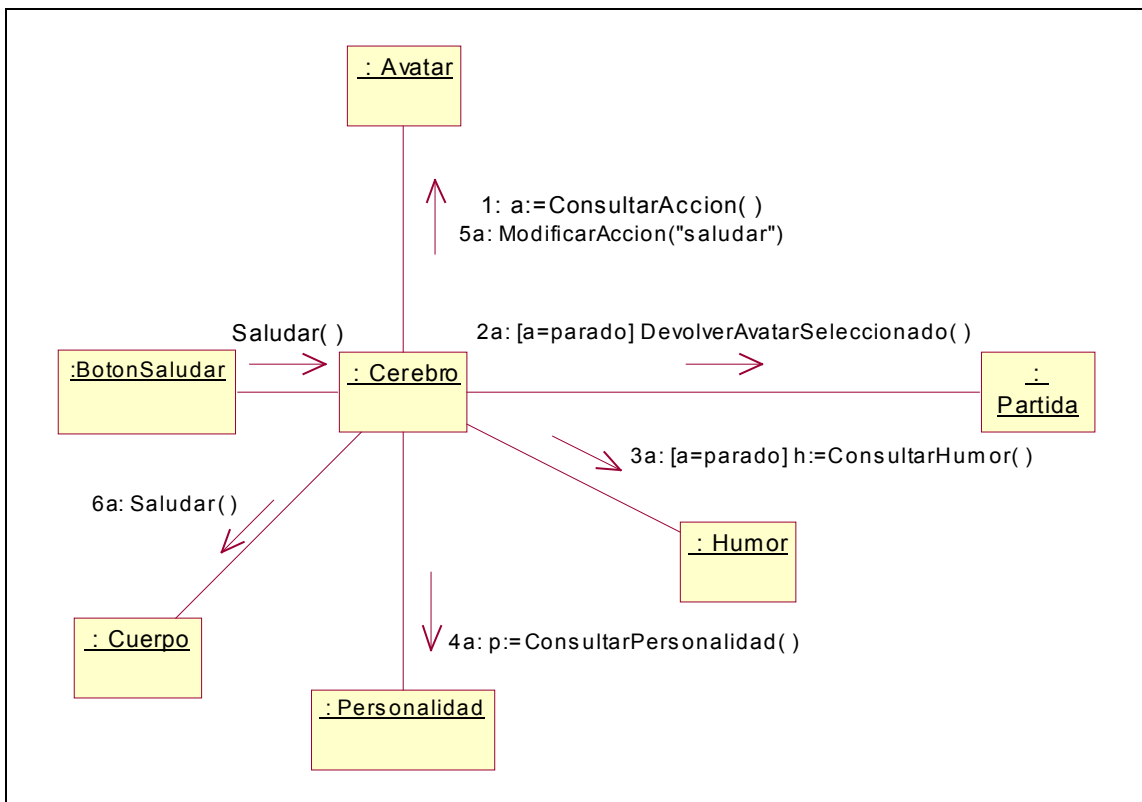 : Avatar
1: a:=ConsultarAccion( )
5a: ModificarAccion("saludar")
Saludar( )
2a: [a=parado] DevolverAvatarSeleccionado( )
:BotonSaludar
: Cerebro
:
Partida
3a: [a=parado] h:=ConsultarHumor( )
6a: Saludar( )
: Humor
: Cuerpo
4a: p:=ConsultarPersonalidad( )
: Personalidad